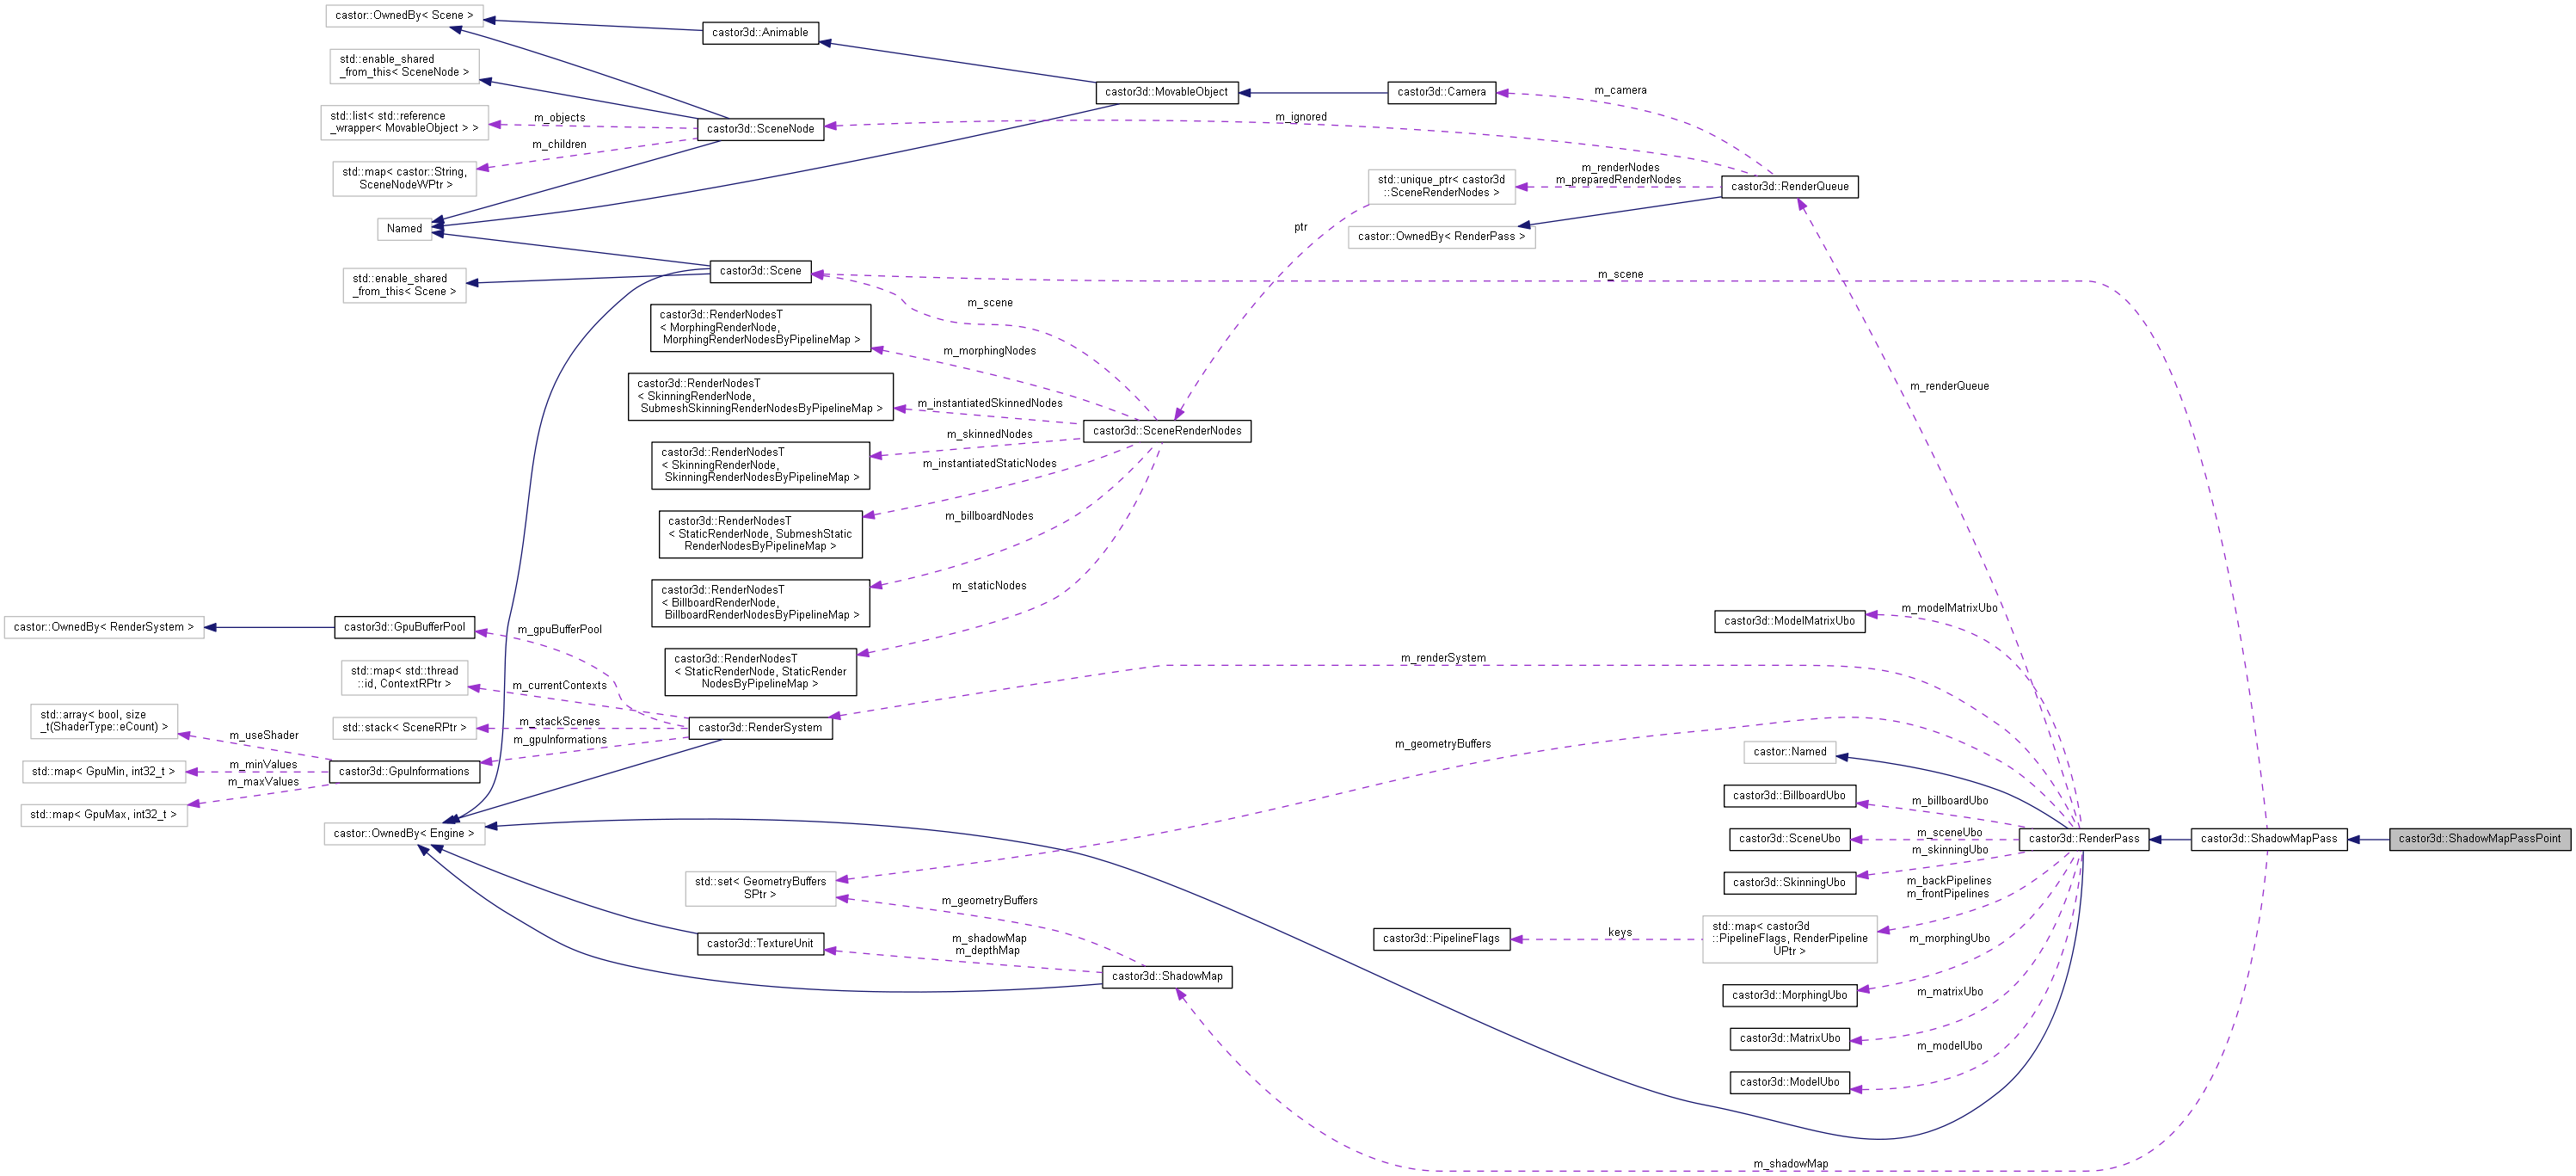 castor::OwnedBy< Scene >
castor3d::Animable
std::enable_shared
_from_this< SceneNode >
castor3d::MovableObject
castor3d::Camera
m_camera
std::list< std::reference
_wrapper< MovableObject > >
m_objects
castor3d::SceneNode
m_ignored
m_children
std::map< castor::String,
SceneNodeWPtr >
m_renderNodes
m_preparedRenderNodes
std::unique_ptr< castor3d
::SceneRenderNodes >
castor3d::RenderQueue
Named
ptr
castor::OwnedBy< RenderPass >
castor3d::Scene
m_scene
std::enable_shared
_from_this< Scene >
m_scene
castor3d::RenderNodesT
< MorphingRenderNode,
MorphingRenderNodesByPipelineMap >
m_morphingNodes
m_renderQueue
castor3d::RenderNodesT
< SkinningRenderNode,
SubmeshSkinningRenderNodesByPipelineMap >
m_instantiatedSkinnedNodes
castor3d::SceneRenderNodes
m_skinnedNodes
castor3d::RenderNodesT
< SkinningRenderNode,
SkinningRenderNodesByPipelineMap >
m_instantiatedStaticNodes
castor3d::RenderNodesT
< StaticRenderNode, SubmeshStatic
RenderNodesByPipelineMap >
m_billboardNodes
castor3d::RenderNodesT
< BillboardRenderNode,
BillboardRenderNodesByPipelineMap >
m_staticNodes
m_modelMatrixUbo
castor3d::ModelMatrixUbo
castor::OwnedBy< RenderSystem >
castor3d::GpuBufferPool
m_gpuBufferPool
castor3d::RenderNodesT
< StaticRenderNode, StaticRender
NodesByPipelineMap >
m_renderSystem
std::map< std::thread
::id, ContextRPtr >
m_currentContexts
std::array< bool, size
_t(ShaderType::eCount) >
m_useShader
std::stack< SceneRPtr >
m_stackScenes
castor3d::RenderSystem
m_gpuInformations
m_geometryBuffers
castor::Named
std::map< GpuMin, int32_t >
m_minValues
castor3d::GpuInformations
m_maxValues
castor3d::BillboardUbo
m_billboardUbo
std::map< GpuMax, int32_t >
castor::OwnedBy< Engine >
castor3d::SceneUbo
m_sceneUbo
castor3d::RenderPass
castor3d::ShadowMapPass
castor3d::ShadowMapPassPoint
m_skinningUbo
std::set< GeometryBuffers
SPtr >
castor3d::SkinningUbo
m_backPipelines
m_frontPipelines
m_geometryBuffers
castor3d::TextureUnit
m_shadowMap
m_depthMap
castor3d::PipelineFlags
keys
std::map< castor3d
::PipelineFlags, RenderPipeline
UPtr >
m_morphingUbo
castor3d::ShadowMap
castor3d::MorphingUbo
m_matrixUbo
castor3d::MatrixUbo
m_modelUbo
castor3d::ModelUbo
m_shadowMap